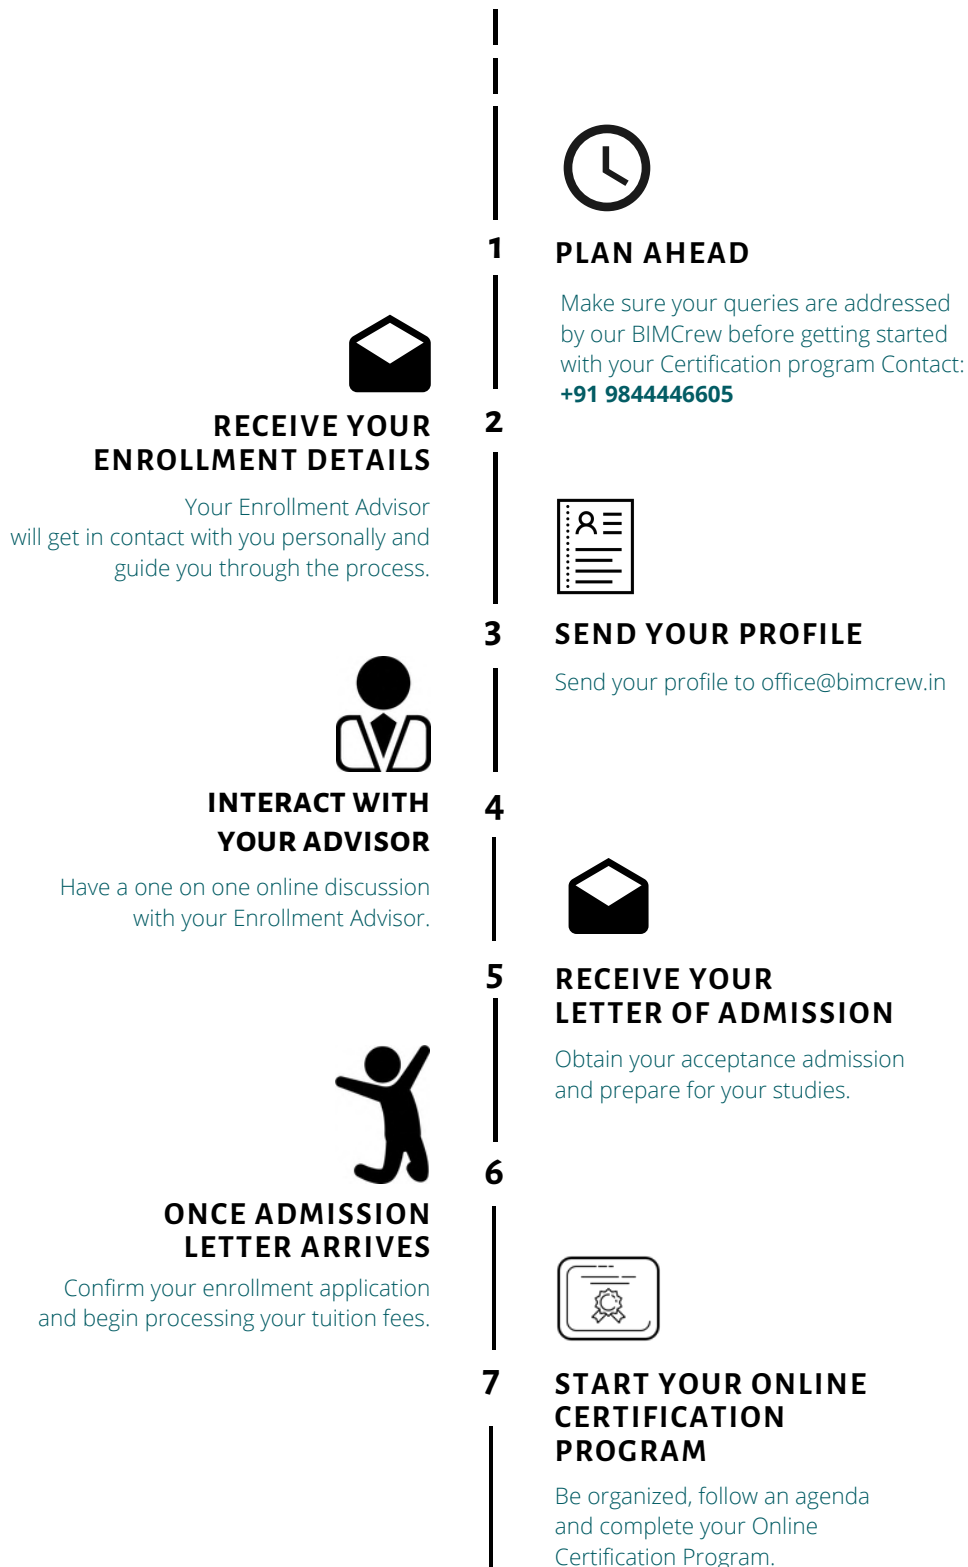 1
PLAN AHEAD
Make sure your queries are addressed
by our BIMCrew before getting started
with your Certification program Contact:
+91 9844446605
2
RECEIVE YOUR
ENROLLMENT DETAILS
Your Enrollment Advisor
will get in contact with you personally and
guide you through the process.
3
SEND YOUR PROFILE
Send your profile to office@bimcrew.in
4
INTERACT WITH
YOUR ADVISOR
Have a one on one online discussion
with your Enrollment Advisor.
5
RECEIVE YOUR
LETTER OF ADMISSION
Obtain your acceptance admission
and prepare for your studies.
6
ONCE ADMISSION
LETTER ARRIVES
Confirm your enrollment application
and begin processing your tuition fees.
7
START YOUR ONLINE
CERTIFICATION
PROGRAM
Be organized, follow an agenda
and complete your Online
Certification Program.